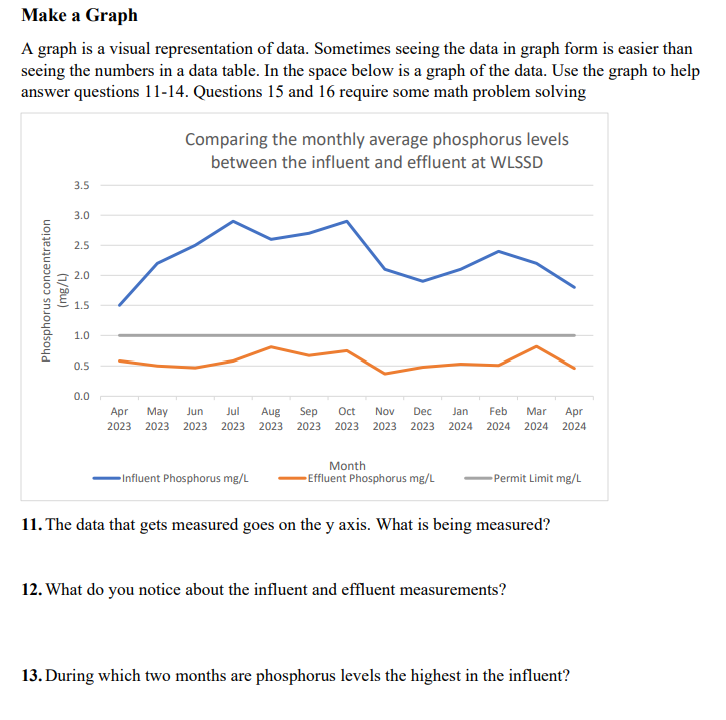 Make a Graph
A graph is a visual representation of data. Sometimes seeing the data in graph form is easier than
seeing the numbers in a data table. In the space below is a graph of the data. Use the graph to help
answer questions 11-14. Questions 15 and 16 require some math problem solving
Comparing the monthly average phosphorus levels
between the influent and effluent at WLSSD
Phosphorus concentration
(mg/L)
3.5
3.0
2.5
2.0
1.5
1.0
0.5
0.0
Apr May Jun Jul Aug Sep Oct Nov Dec Jan Feb Mar Apr
2023 2023 2023 2023 2023 2023 2023 2023 2023 2024 2024 2024 2024
Month
Influent Phosphorus mg/L Effluent Phosphorus mg/L Permit Limit mg/L
11. The data that gets measured goes on the y axis. What is being measured?
12. What do you notice about the influent and effluent measurements?
13. During which two months are phosphorus levels the highest in the influent?